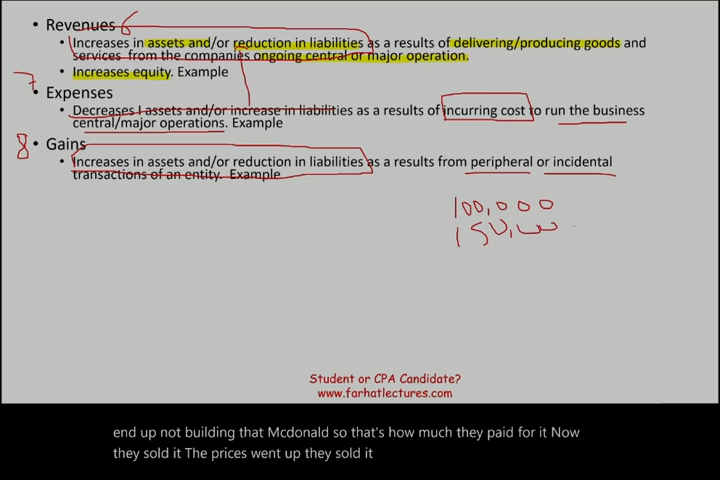 Revenues 6
Increases in assets and/or reduction in liabilities as a results of delivering/producing goods and
services from the companies ongoing central or major operation.
Increases equity. Example
7
Expenses
Decreases I assets and/or increase in liabilities as a results of incurring cost to run the business
central/major operations. Example
8 Gains
Increases in assets and/or reduction in liabilities as a results from peripheral or incidental
transactions of an entity. Example
100,000
Student or CPA Candidate?
www.farhatlectures.com
end up not building that Mcdonald so that's how much they paid for it Now
they sold it The prices went up they sold it